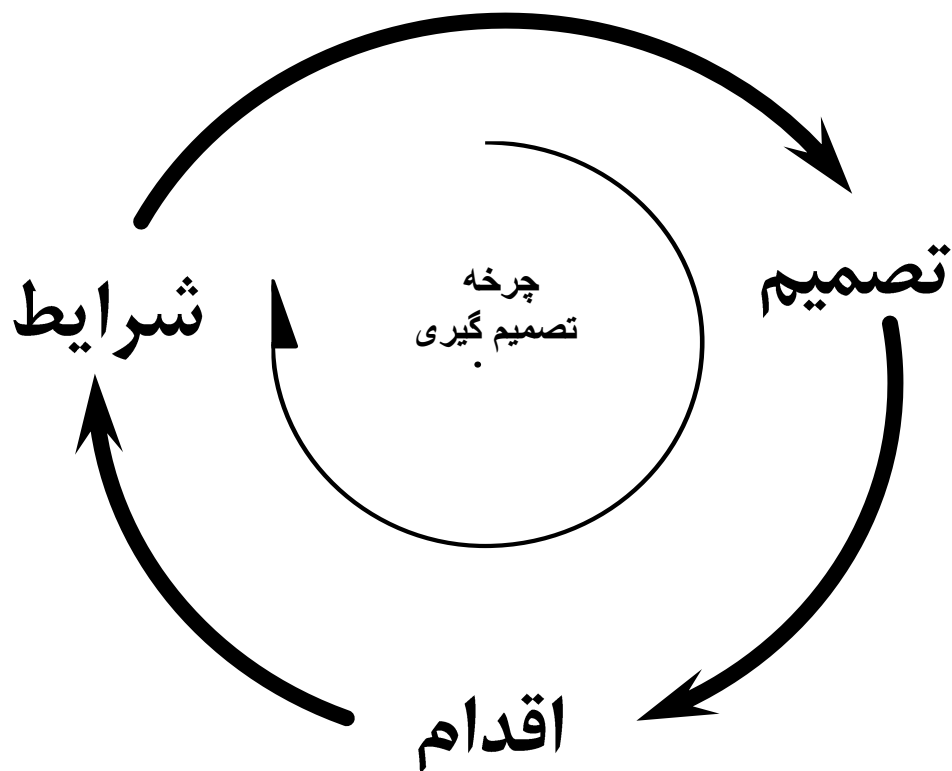 چرخه
تصمیم گیری
تصمیم
شرایط
اقدام